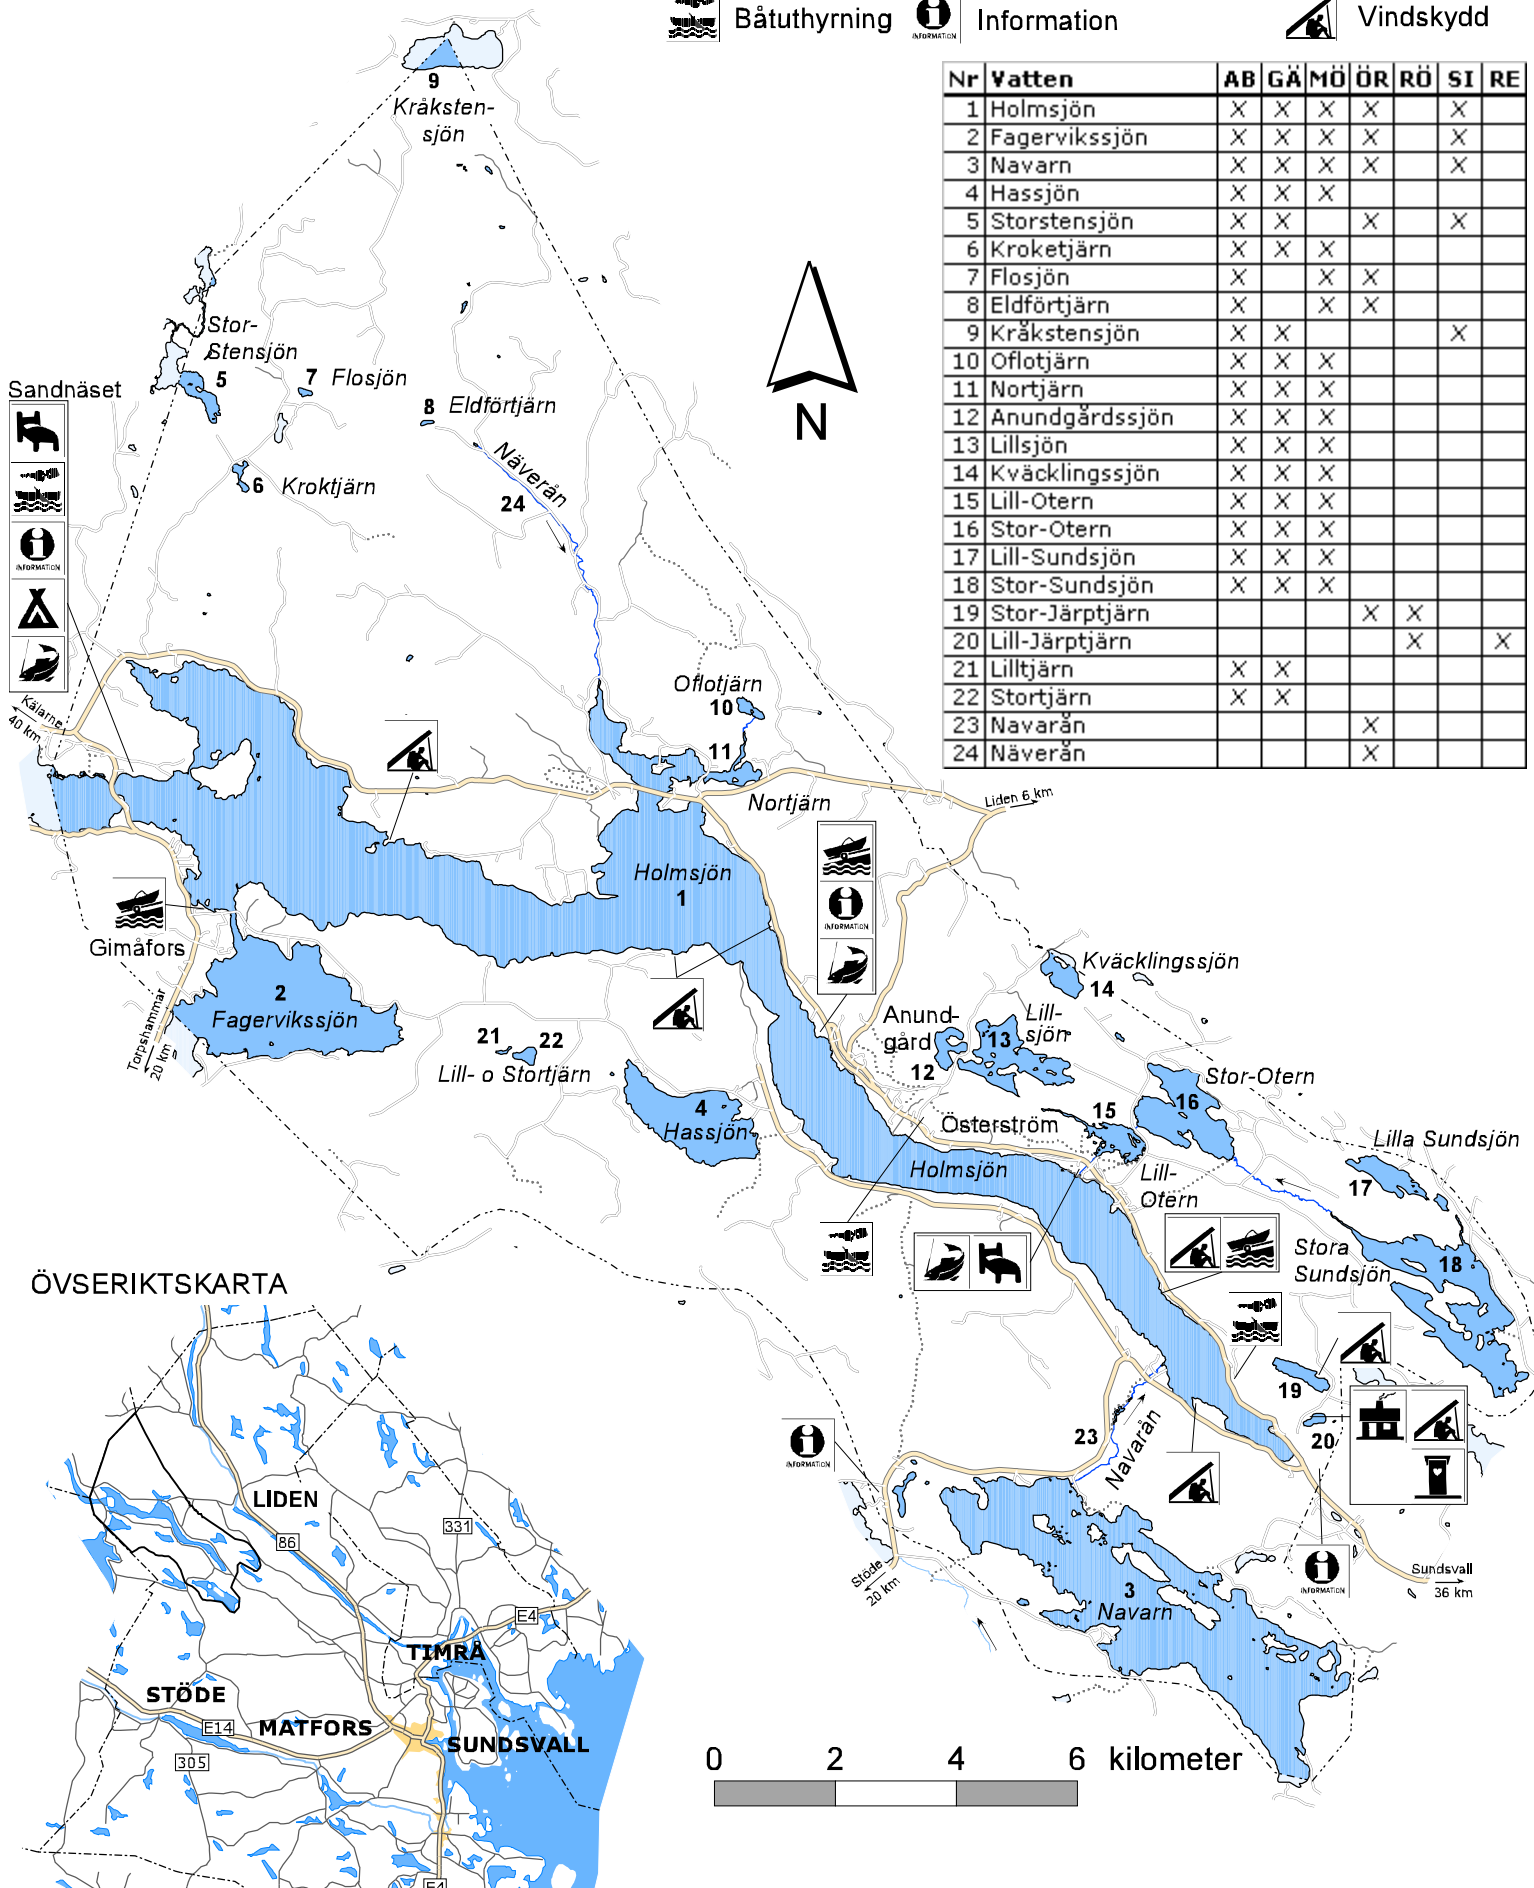 Båtuthyrning
INFORMATION
Information
Vindskydd
Nr Vatten AB GÄ MÖ ÖR RÖ SI RE
1 Holmsjön X X X X X
2 Fagervikssjön X X X X X
3 Navarn X X X X X
4 Hassjön X X X
5 Storstensjön X X X X
6 Kroketjärn X X X
7 Flosjön X X X
8 Eldförtjärn X X X
9 Kråkstensjön X X X
10 Oflotjärn X X X
11 Nortjärn X X X
12 Anundgårdssjön X X X
13 Lillsjön X X X
14 Kväcklingssjön X X X
15 Lill-Otern X X X
16 Stor-Otern X X X
17 Lill-Sundsjön X X X
18 Stor-Sundsjön X X X
19 Stor-Järptjärn X X
20 Lill-Järptjärn X X
21 Lilltjärn X X
22 Stortjärn X X
23 Navarån X
24 Näverån X
9
Kråksten-
sjön
Stor-
Stensjön
5
7 Flosjön
8 Eldförtjärn
Sandnäset
INFORMATION
6 Kroktjärn
Näverån
24
N
Kälarne
40 km
Oflotjärn
10
11
Nortjärn
Liden 6 km
Holmsjön
1
INFORMATION
Gimåfors
2
Fagervikssjön
Torpshammar
20 km
21
22
Lill- o Stortjärn
4
Hassjön
Anund-
gård
12
13
Lill-
sjön
Kväcklingssjön
14
Stor-Otern
16
15
Österström
Lill-
Otern
Holmsjön
Lilla Sundsjön
17
Stora
Sundsjön
18
19
20
23
Navarån
INFORMATION
Stöde
20 km
3
Navarn
INFORMATION
Sundsvall
36 km
0 2 4 6 kilometer
ÖVSERIKTSKARTA
LIDEN
86
331
E4
TIMRÅ
STÖDE
E14
MATFORS
305
SUNDSVALL
E4